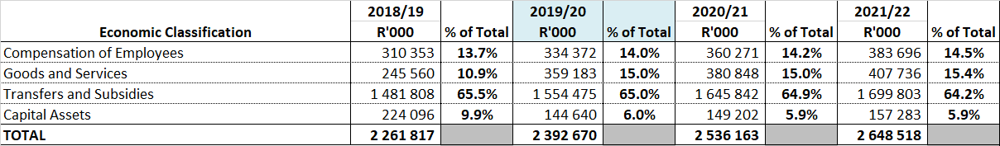 2018/19 2019/20 2020/21 2021/22
Economic Classification R'000 % of Total R'000 % of Total R'000 % of Total R'000 % of Total
Compensation of Employees 310 353 13.7% 334 372 14.0% 360 271 14.2% 383 696 14.5%
Goods and Services 245 560 10.9% 359 183 15.0% 380 848 15.0% 407 736 15.4%
Transfers and Subsidies 1 481 808 65.5% 1 554 475 65.0% 1 645 842 64.9% 1 699 803 64.2%
Capital Assets 224 096 9.9% 144 640 6.0% 149 202 5.9% 157 283 5.9%
TOTAL 2 261 817 2 392 670 2 536 163 2 648 518